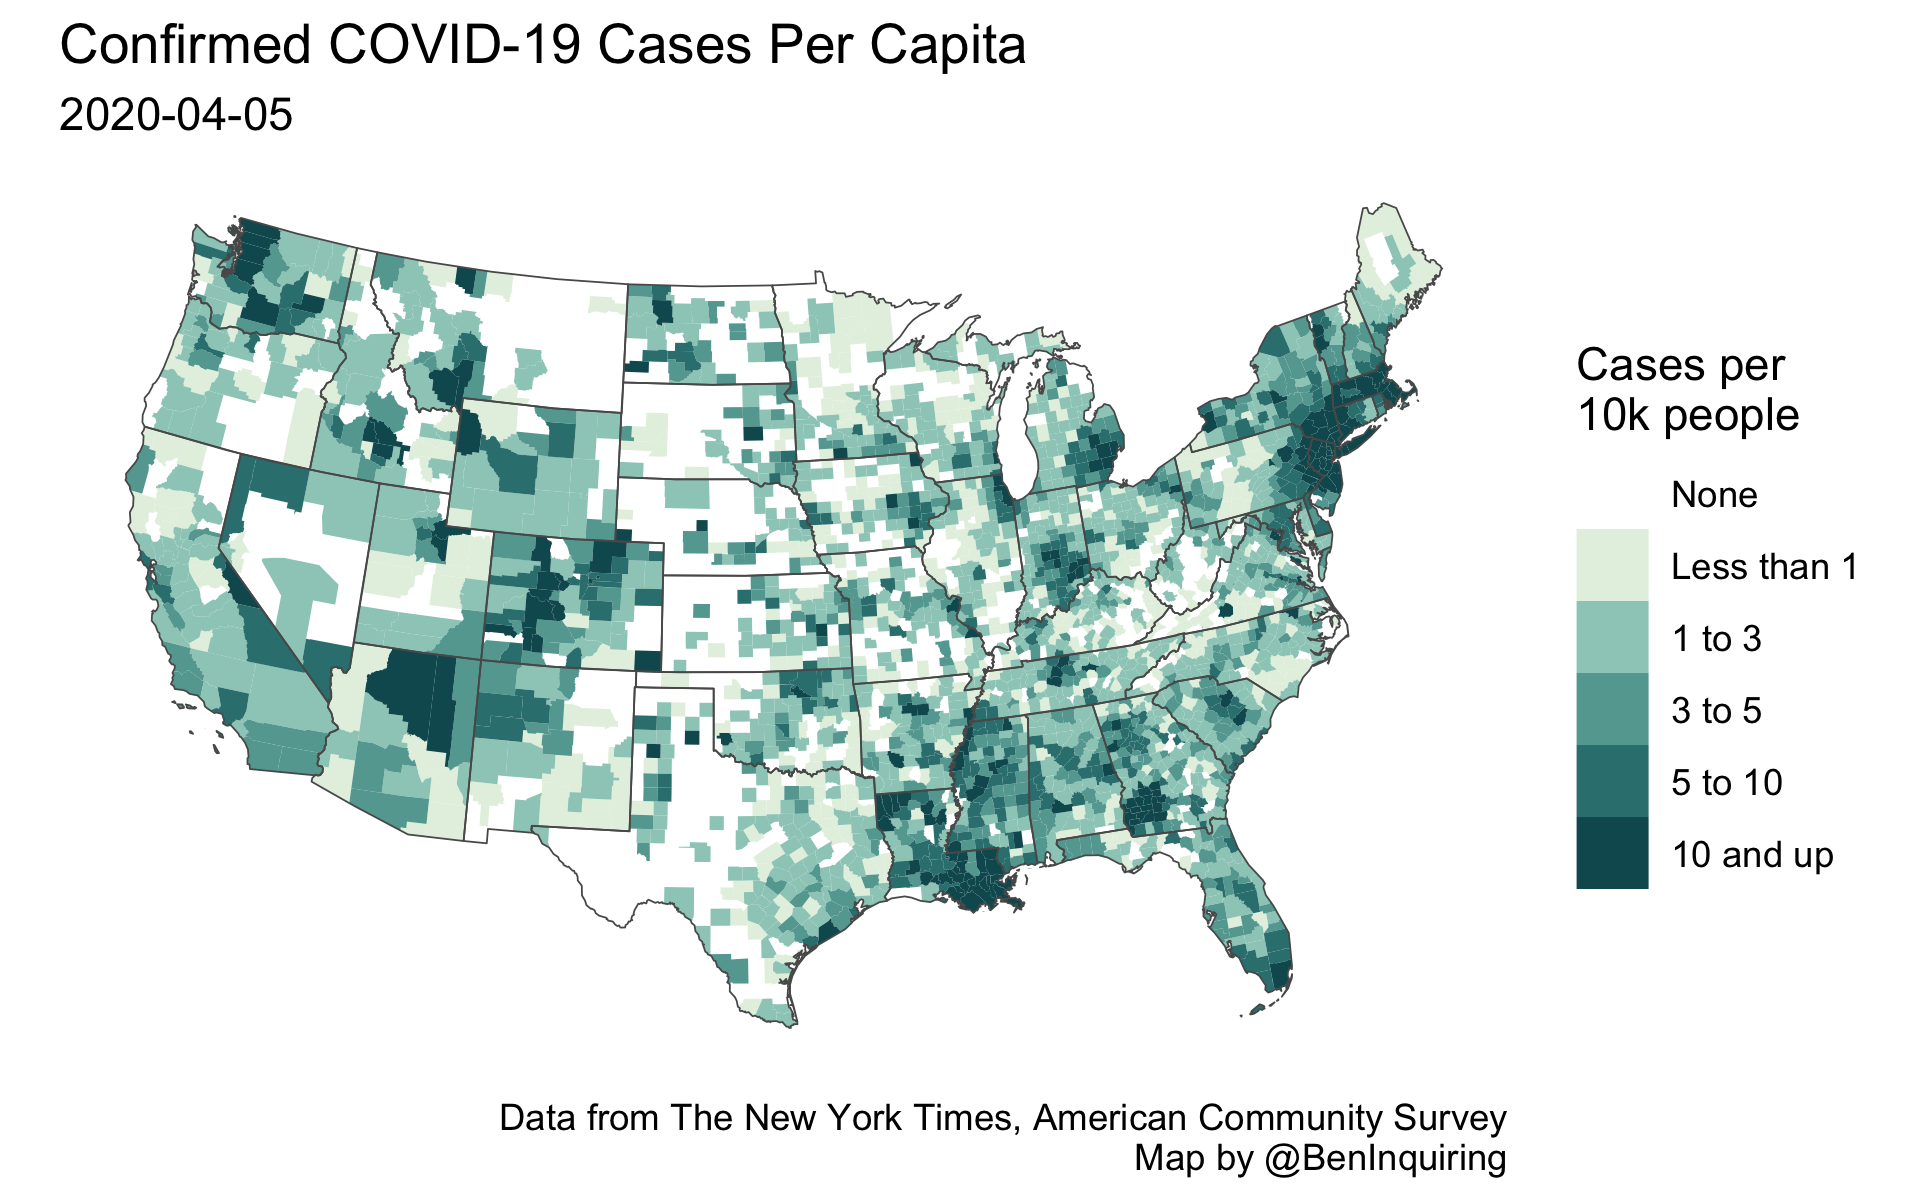 Confirmed COVID-19 Cases Per Capita
2020-04-05
Cases per
10k people
None
Less than 1
1 to 3
3 to 5
5 to 10
10 and up
Data from The New York Times, American Community Survey
Map by @BenInquiring